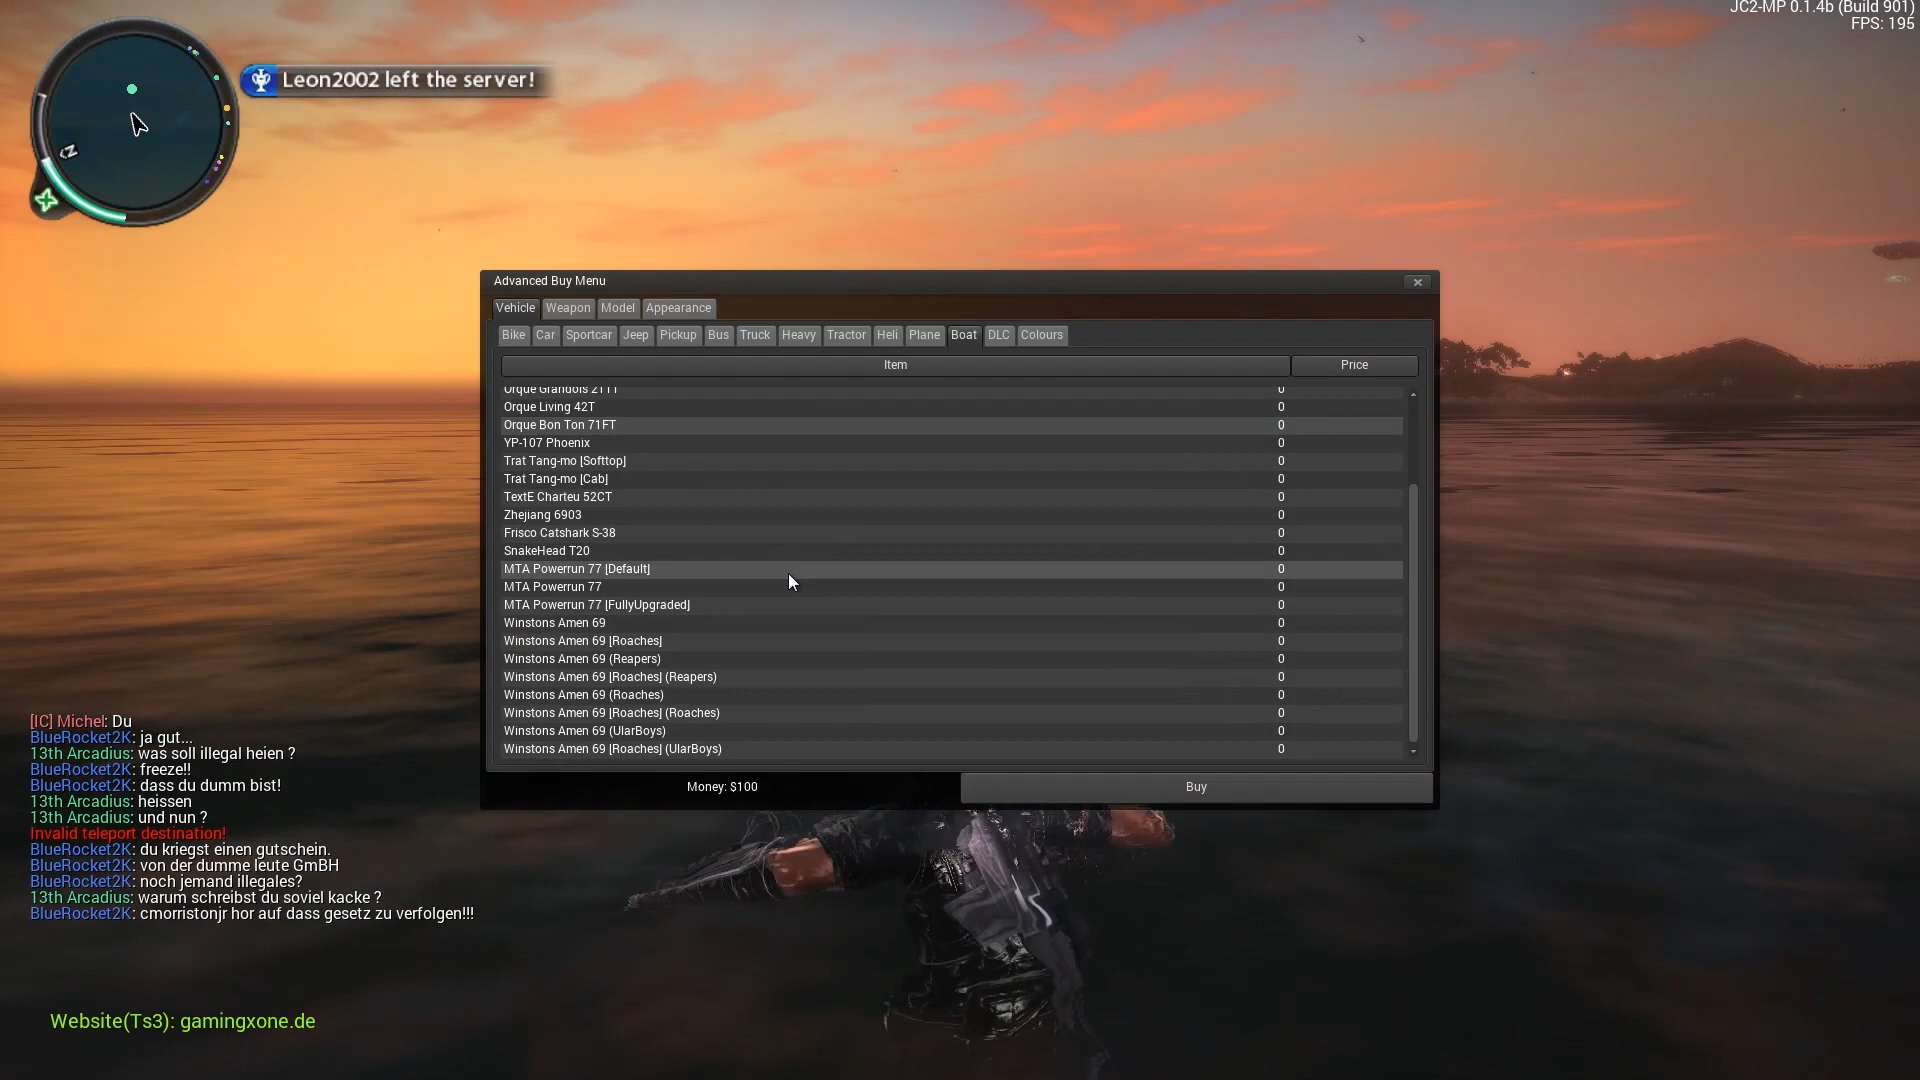 JC2-MP 0.1.4b (Build 901)
FPS: 195
Leon2002 left the server!
Advanced Buy Menu
Vehicle Weapon Model Appearance
Bike Car Sportcar Jeep Pickup Bus Truck Heavy Tractor Heli Plane Boat DLC Colours
Item Price
Orque Grandois 21TT 0
Orque Living 42T 0
Orque Bon Ton 71FT 0
YP-107 Phoenix 0
Trat Tang-mo [Softtop] 0
Trat Tang-mo [Cab] 0
TextE Charteu 52CT 0
Zhejiang 6903 0
Frisco Catshark S-38 0
SnakeHead T20 0
MTA Powerrun 77 [Default] 0
MTA Powerrun 77 0
MTA Powerrun 77 [FullyUpgraded] 0
Winstons Amen 69 0
Winstons Amen 69 [Roaches] 0
Winstons Amen 69 (Reapers) 0
Winstons Amen 69 [Roaches] (Reapers) 0
Winstons Amen 69 (Roaches) 0
Winstons Amen 69 [Roaches] (Roaches) 0
Winstons Amen 69 (UlarBoys) 0
Winstons Amen 69 [Roaches] (UlarBoys) 0
Money: $100 Buy
[IC] Michel: Du
BlueRocket2K: ja gut...
13th Arcadius: was soll illegal heien ?
BlueRocket2K: freeze!!
BlueRocket2K: dass du dumm bist!
13th Arcadius: heissen
13th Arcadius: und nun ?
Invalid teleport destination!
BlueRocket2K: du kriegst einen gutschein.
BlueRocket2K: von der dumme leute GmBH
BlueRocket2K: noch jemand illegales?
13th Arcadius: warum schreibst du soviel kacke ?
BlueRocket2K: cmorristonjr hor auf dass gesetz zu verfolgen!!!
Website(Ts3): gamingxone.de